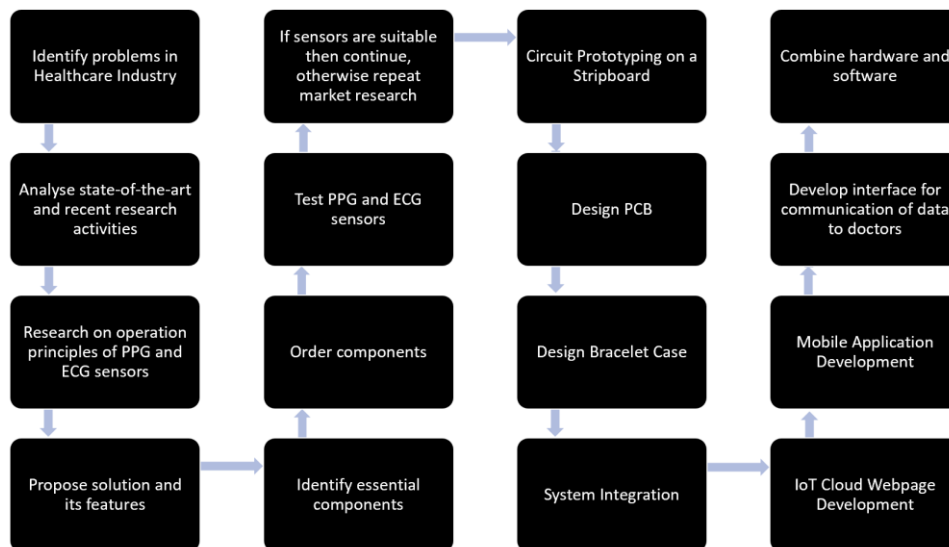 Identify problems in
Healthcare Industry
Analyse state-of-the-art
and recent research
activities
Research on operation
principles of PPG and
ECG sensors
Propose solution and
its features
Identify essential
components
Order components
Test PPG and ECG
sensors
If sensors are suitable
then continue,
otherwise repeat
market research
Circuit Prototyping on a
Stripboard
Design PCB
Design Bracelet Case
System Integration
IoT Cloud Webpage
Development
Mobile Application
Development
Develop interface for
communication of data
to doctors
Combine hardware and
software